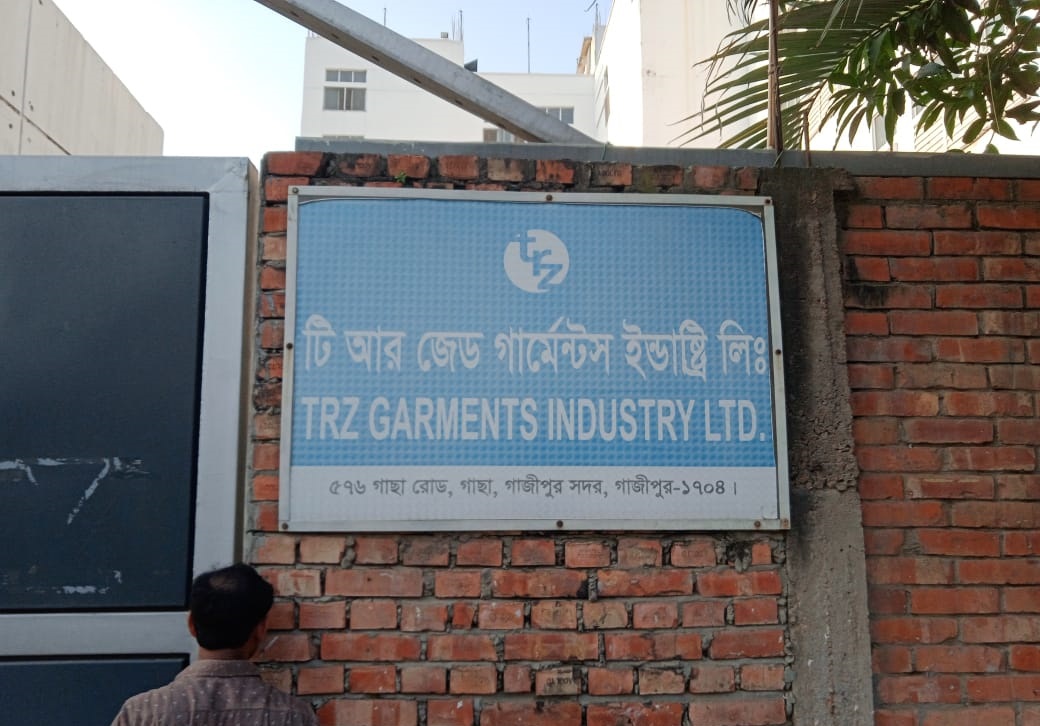 trz
টি আর জেড গার্মেন্টস ইন্ডাষ্ট্রি লিঃ
TRZ GARMENTS INDUSTRY LTD.
৫৭৬ গাছা রোড, গাছা, গাজীপুর সদর, গাজীপুর-১৭০৪।